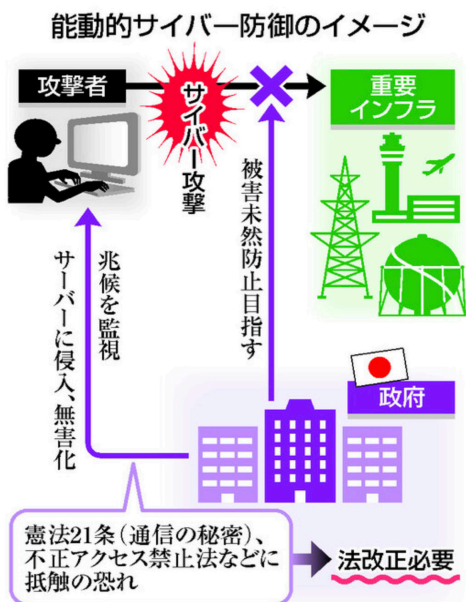 能動的サイバー防御のイメージ
攻撃者
サイバー攻撃
重要
インフラ
兆候を監視
サーバーに侵入、無害化
被害未然防止目指す
政府
憲法21条(通信の秘密)、
不正アクセス禁止法などに
抵触の恐れ
法改正必要